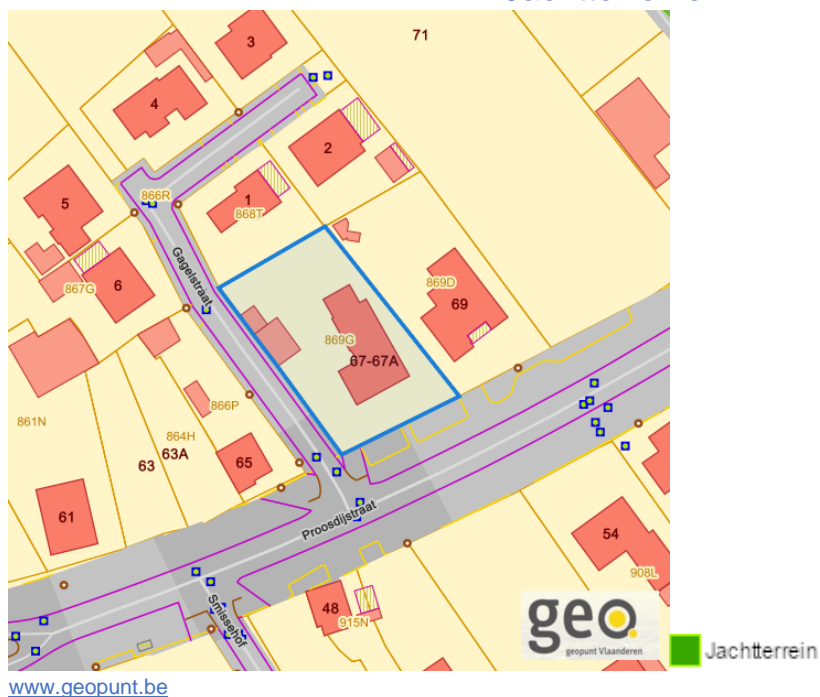 3
71
4
2
866R
1
868T
5
Gagelstraat
6
867G
869D
69
869G
67-67A
861N
866P
864H
63
63A
65
61
Proosdijstraat
54
908L
Smissehof
48
915N
geo
geopunt Vlaanderen
Jachtterrein
www.geopunt.be